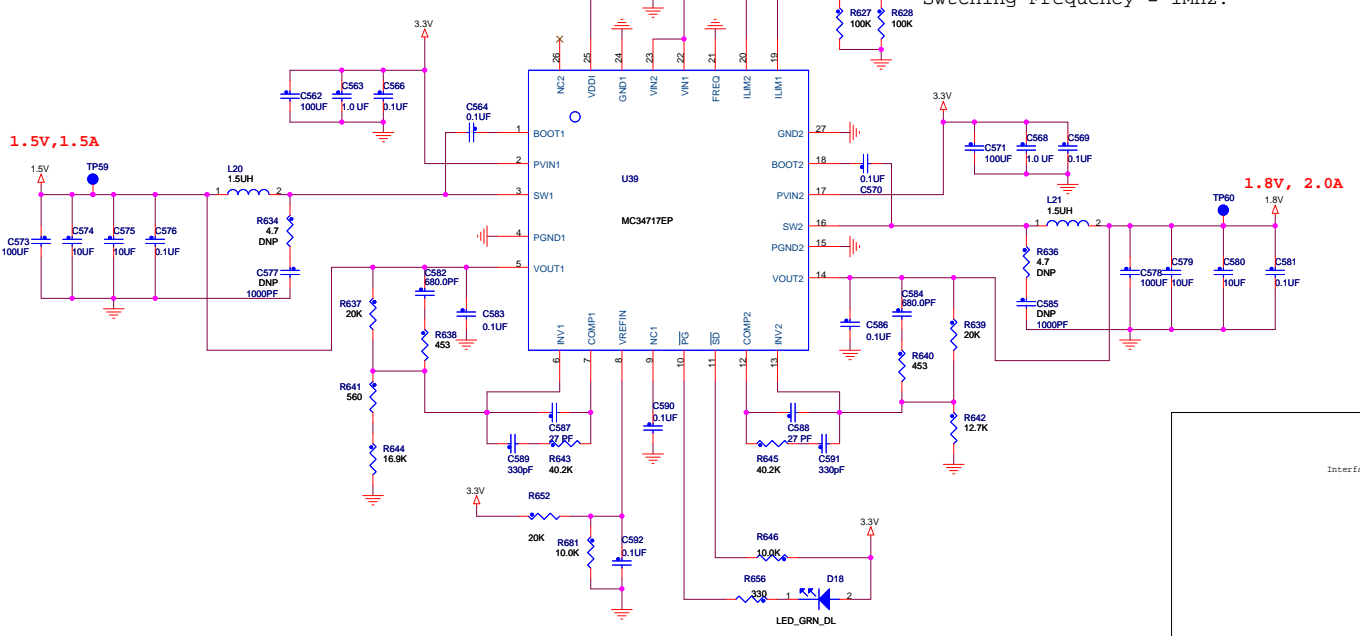 Swtching Frequency = 1MHz.
R627
100K
R628
100K
3.3V
C562
100UF
C563
1.0 UF
C566
0.1UF
C564
0.1UF
26
25
24
23
22
21
20
19
NC2
VDDI
GND1
VIN2
VIN1
FREQ
ILIM2
ILIM1
1.5V,1.5A
1.5V
TP59
L20
1.5UH
1
2
C573
100UF
C574
10UF
C575
10UF
C576
0.1UF
R634
4.7
DNP
C577
DNP
1000PF
1
BOOT1
2
PVIN1
3
SW1
4
PGND1
5
VOUT1
U39
MC34717EP
GND2
27
BOOT2
18
PVIN2
17
SW2
16
PGND2
15
VOUT2
14
0.1UF
C570
3.3V
C571
100UF
C568
1.0 UF
C569
0.1UF
1.8V, 2.0A
1.8V
TP60
L21
1.5UH
1
2
R636
4.7
DNP
C585
DNP
1000PF
C578
100UF
C579
10UF
C580
10UF
C581
0.1UF
R637
20K
C582
680.0PF
R638
453
C583
0.1UF
R641
560
R644
16.9K
INV1
COMP1
VREFIN
NC1
PG
SD
COMP2
INV2
6
7
8
9
10
11
12
13
C586
0.1UF
C584
680.0PF
R640
453
R639
20K
R642
12.7K
C587
27 PF
C589
330pF
R643
40.2K
C590
0.1UF
C588
27 PF
R645
40.2K
C591
330pF
3.3V
R652
20K
R681
10.0K
C592
0.1UF
R646
10.0K
3.3V
R656
330
1
D18
2
LED_GRN_DL